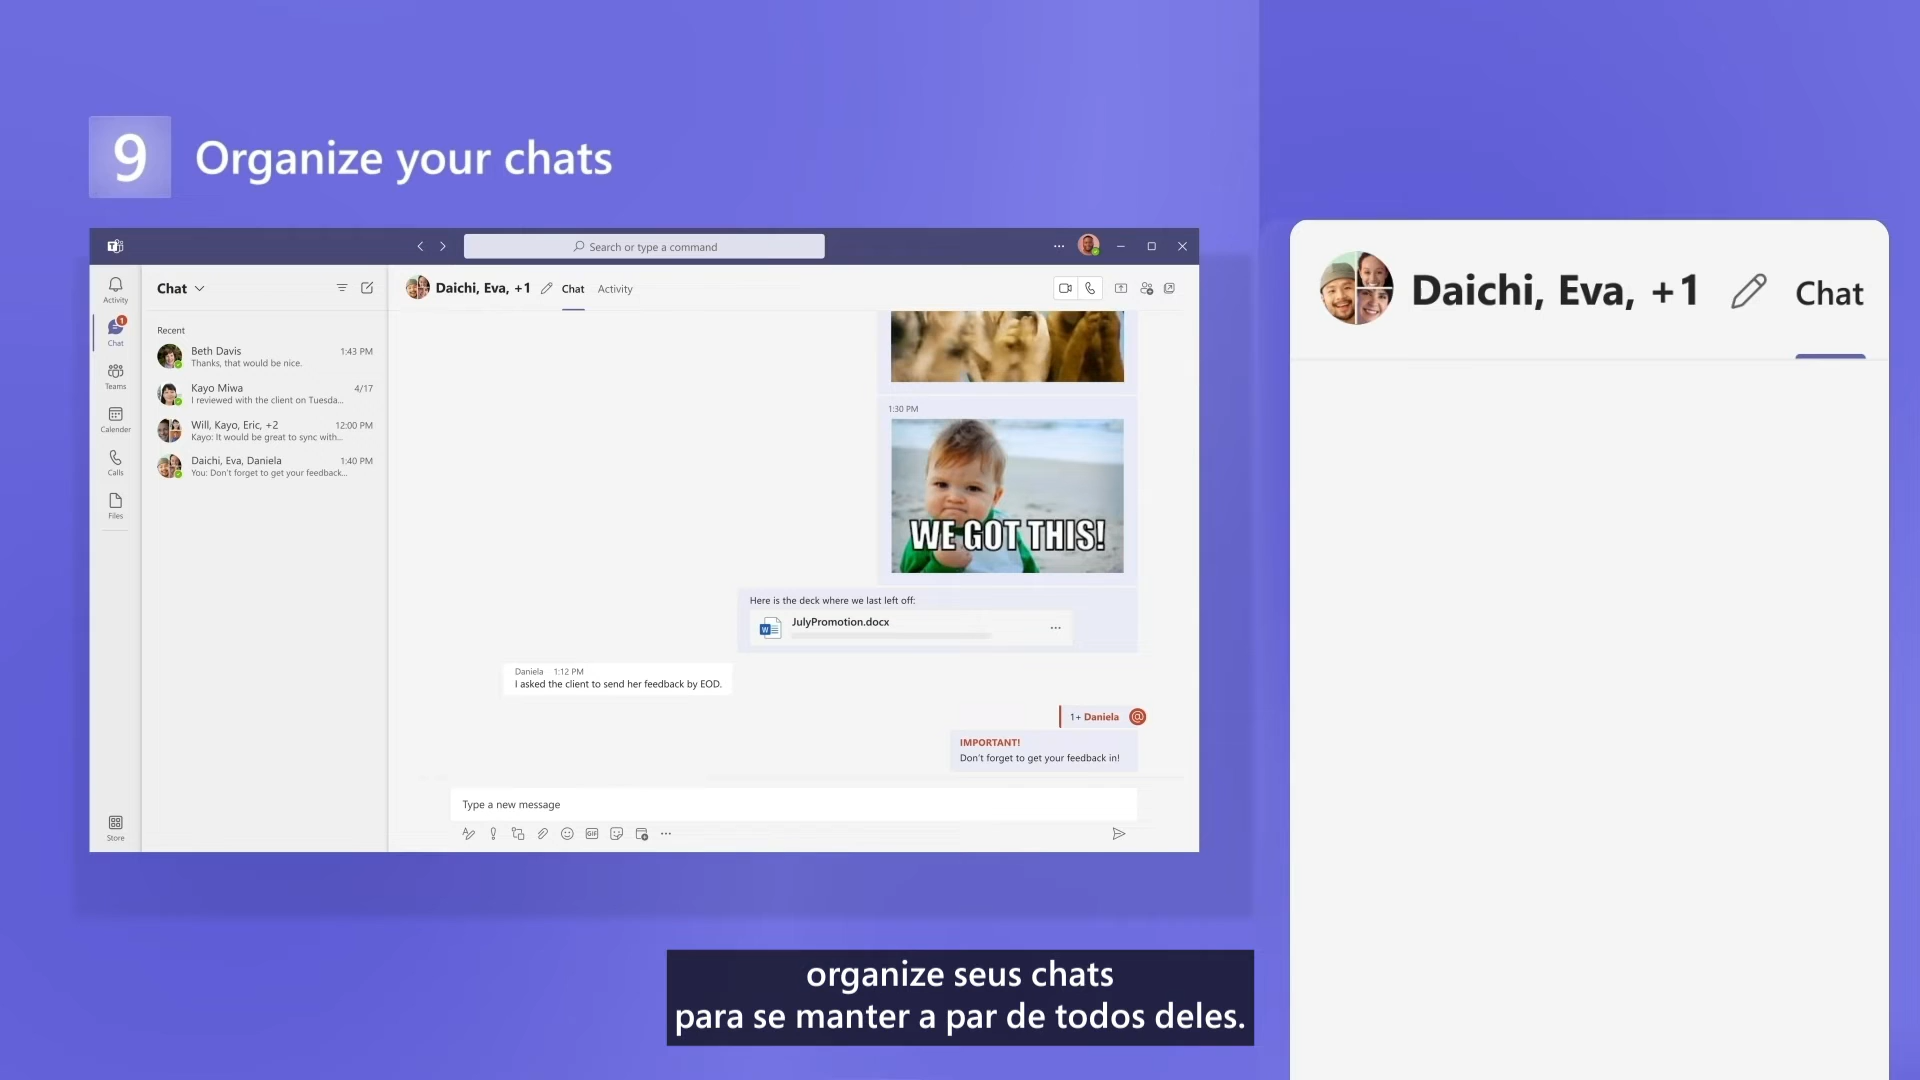 9 Organize your chats
Search or type a command
Activity
1
Chat
Teams
Calender
Calls
Files
Store
Chat
Recent
Beth Davis 1:43 PM
Thanks, that would be nice.
Kayo Miwa 4/17
I reviewed with the client on Tuesda...
Will, Kayo, Eric, +2 12:00 PM
Kayo: It would be great to sync with...
Daichi, Eva, Daniela 1:40 PM
You: Don't forget to get your feedback...
Daichi, Eva, +1 Chat Activity
1:30 PM
WE GOT THIS!
Here is the deck where we last left off:
JulyPromotion.docx
Daniela 1:12 PM
I asked the client to send her feedback by EOD.
1+ Daniela @
IMPORTANT!
Don't forget to get your feedback in!
Type a new message
GIF
Daichi, Eva, +1 Chat
organize seus chats
para se manter a par de todos deles.